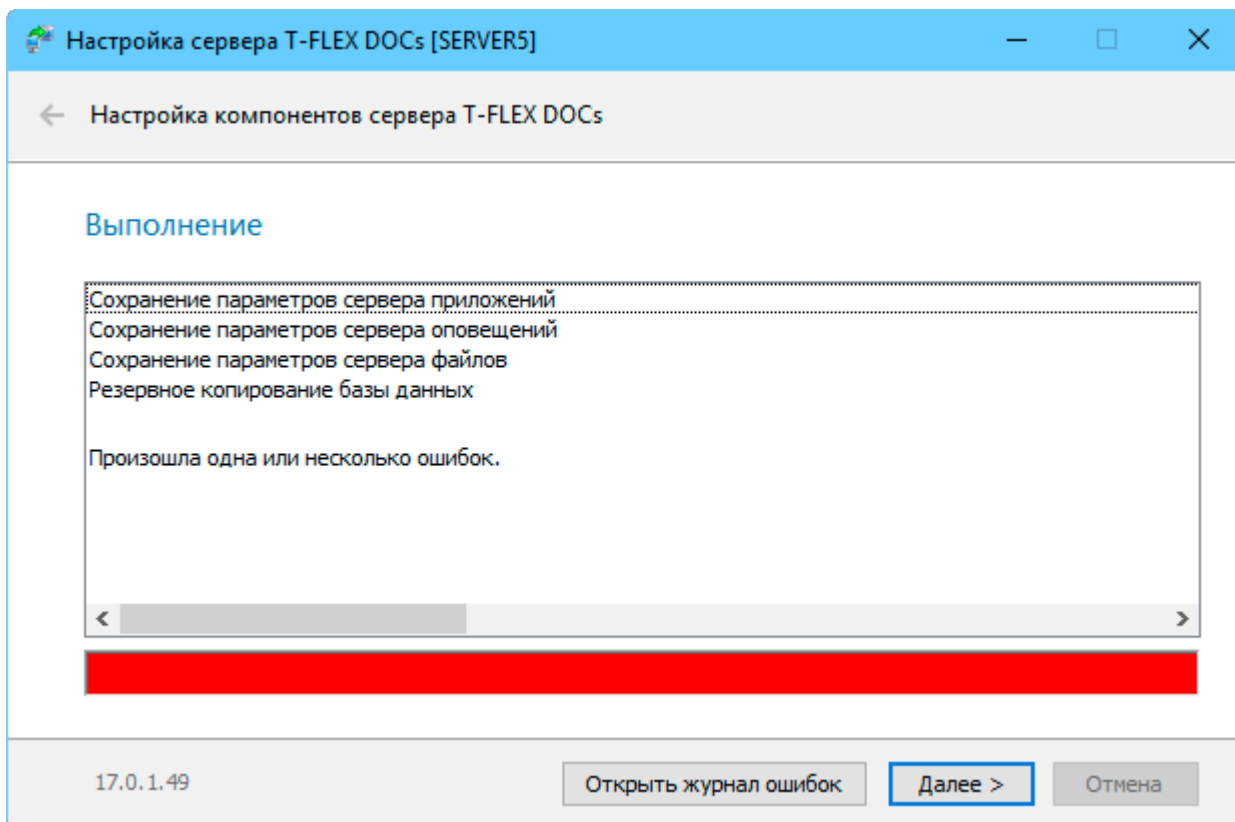 Настройка сервера T-FLEX DOCs [SERVER5]
Настройка компонентов сервера T-FLEX DOCs
Выполнение
Сохранение параметров сервера приложений
Сохранение параметров сервера оповещений
Сохранение параметров сервера файлов
Резервное копирование базы данных
Произошла одна или несколько ошибок.
17.0.1.49 Открыть журнал ошибок Далее > Отмена